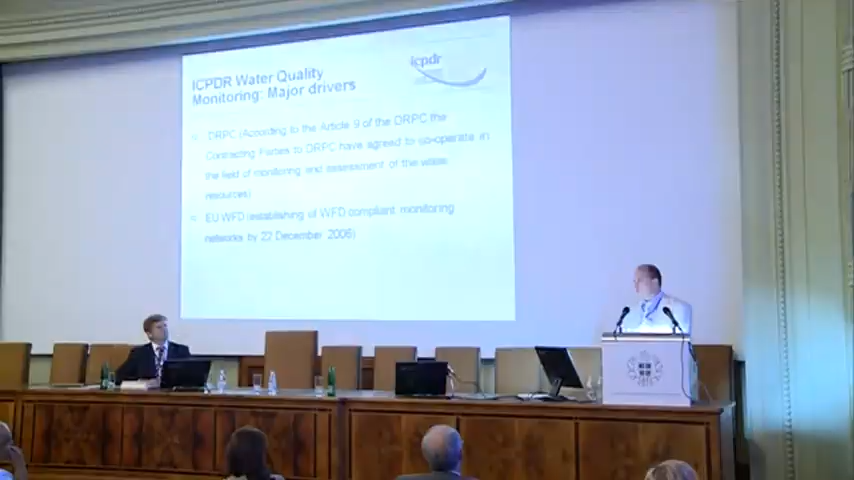 ICPDR Water Quality
Monitoring: Major drivers
icpdr
DRPC (According to the Article 9 of the DRPC the
Contracting Parties to DRPC have agreed to co-operate in
the field of monitoring and assessment of the water
resources)
EU WFD (establishing of WFD compliant monitoring
networks by 22 December 2006)